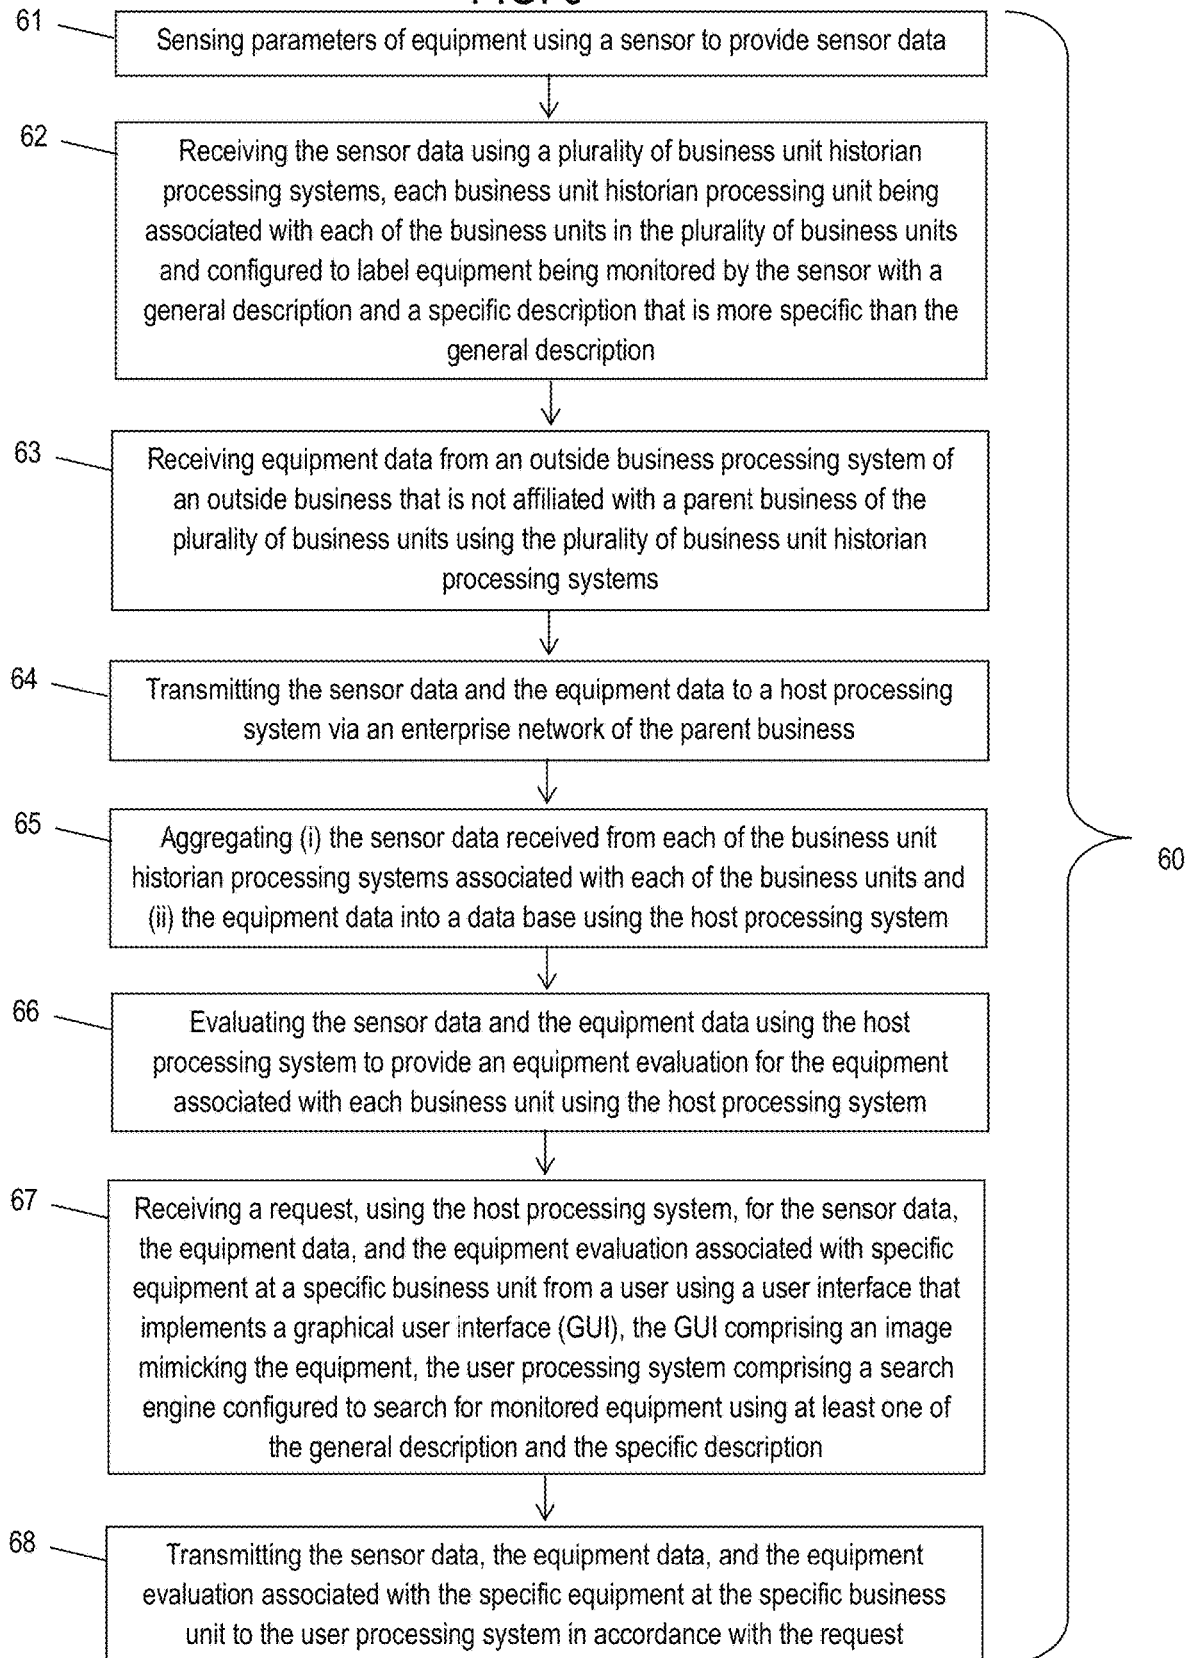 61
Sensing parameters of equipment using a sensor to provide sensor data
62
Receiving the sensor data using a plurality of business unit historian
processing systems, each business unit historian processing unit being
associated with each of the business units in the plurality of business units
and configured to label equipment being monitored by the sensor with a
general description and a specific description that is more specific than the
general description
63
Receiving equipment data from an outside business processing system of
an outside business that is not affiliated with a parent business of the
plurality of business units using the plurality of business unit historian
processing systems
64
Transmitting the sensor data and the equipment data to a host processing
system via an enterprise network of the parent business
65
Aggregating (i) the sensor data received from each of the business unit
historian processing systems associated with each of the business units and
(ii) the equipment data into a data base using the host processing system
60
66
Evaluating the sensor data and the equipment data using the host
processing system to provide an equipment evaluation for the equipment
associated with each business unit using the host processing system
67
Receiving a request, using the host processing system, for the sensor data,
the equipment data, and the equipment evaluation associated with specific
equipment at a specific business unit from a user using a user interface that
implements a graphical user interface (GUI), the GUI comprising an image
mimicking the equipment, the user processing system comprising a search
engine configured to search for monitored equipment using at least one of
the general description and the specific description
68
Transmitting the sensor data, the equipment data, and the equipment
evaluation associated with the specific equipment at the specific business
unit to the user processing system in accordance with the request